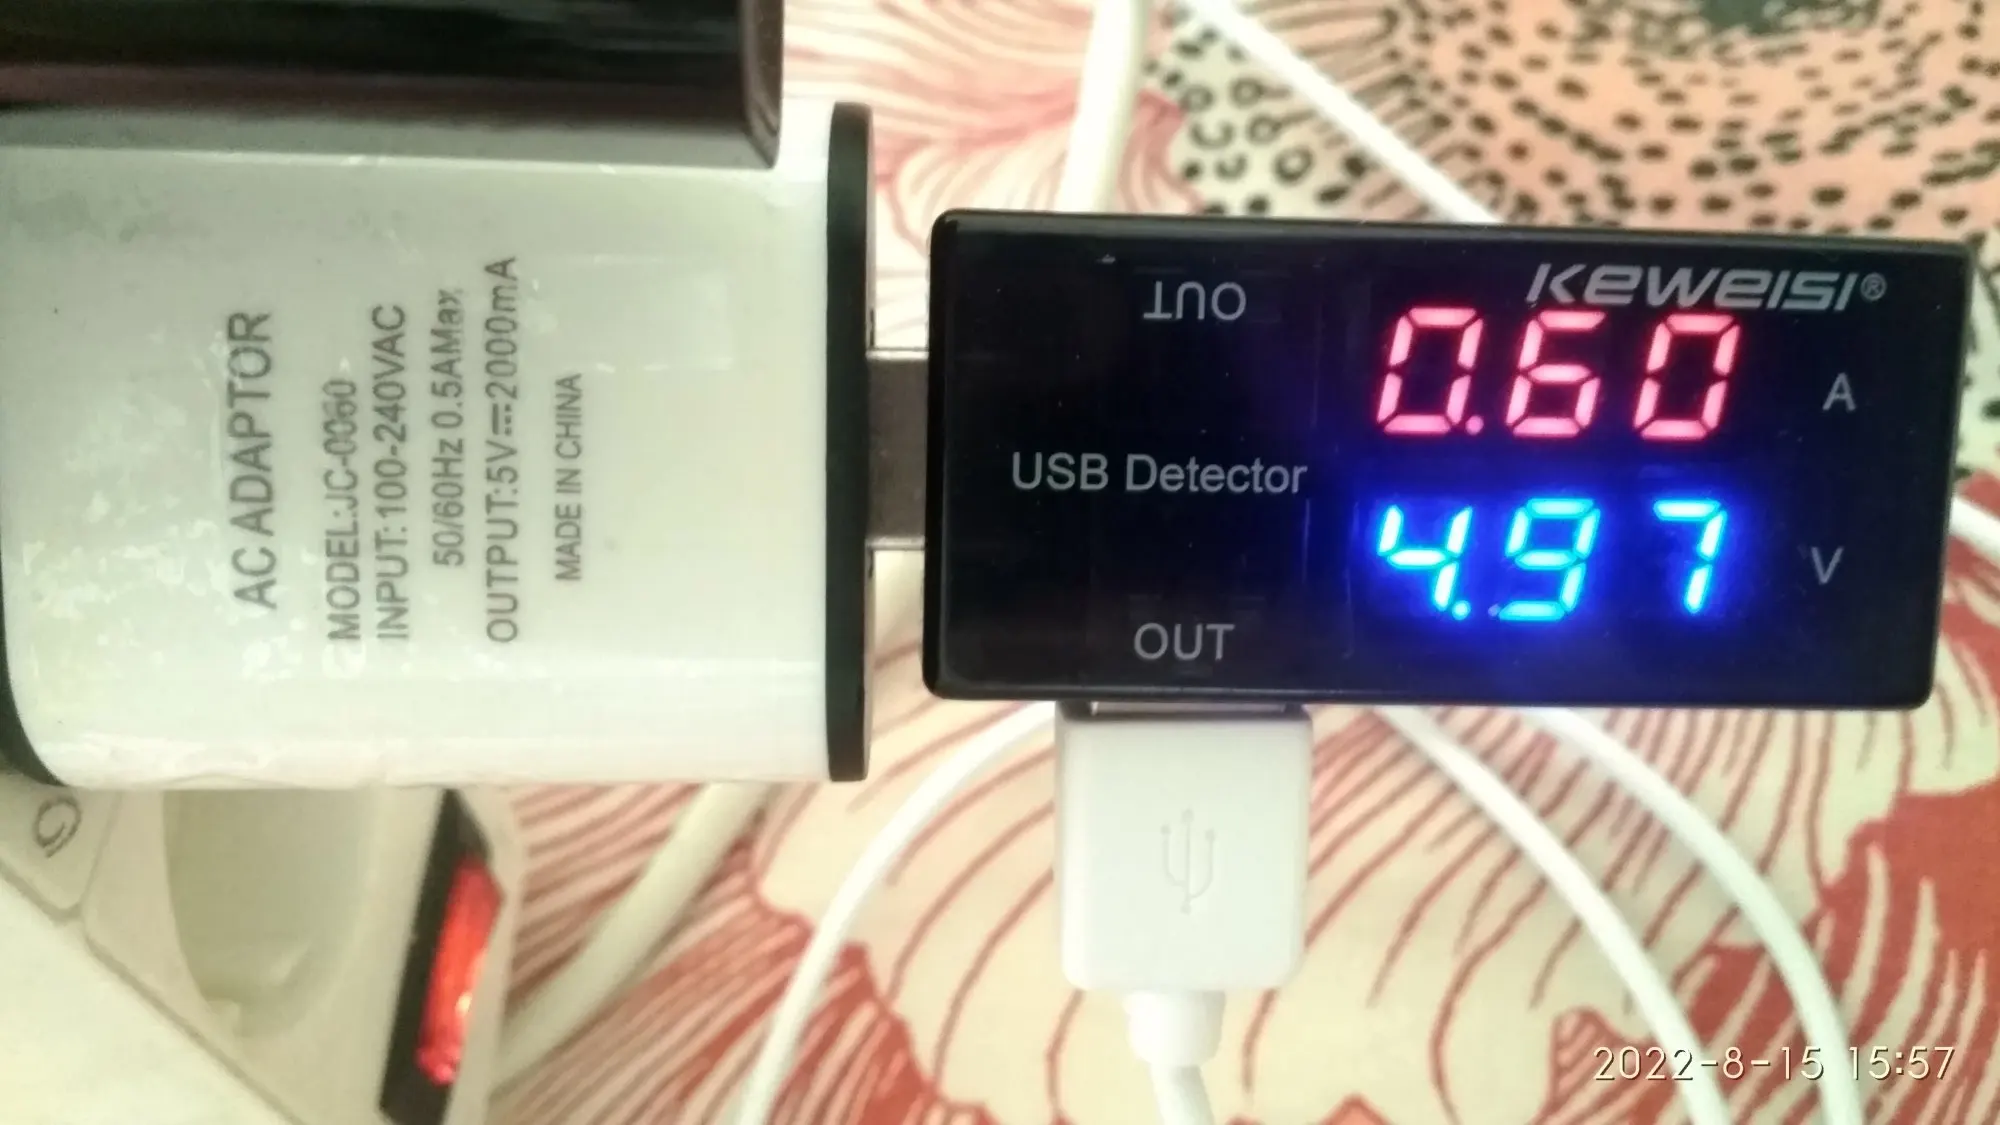 AC ADAPTOR
MODEL:JC-0060
INPUT:100-240VAC
50/60Hz 0.5AMax
OUTPUT:5V⎓2000mA
MADE IN CHINA
KEWEISI®
OUT
0.60 A
USB Detector
4.97 V
OUT
2022-8-15 15:57